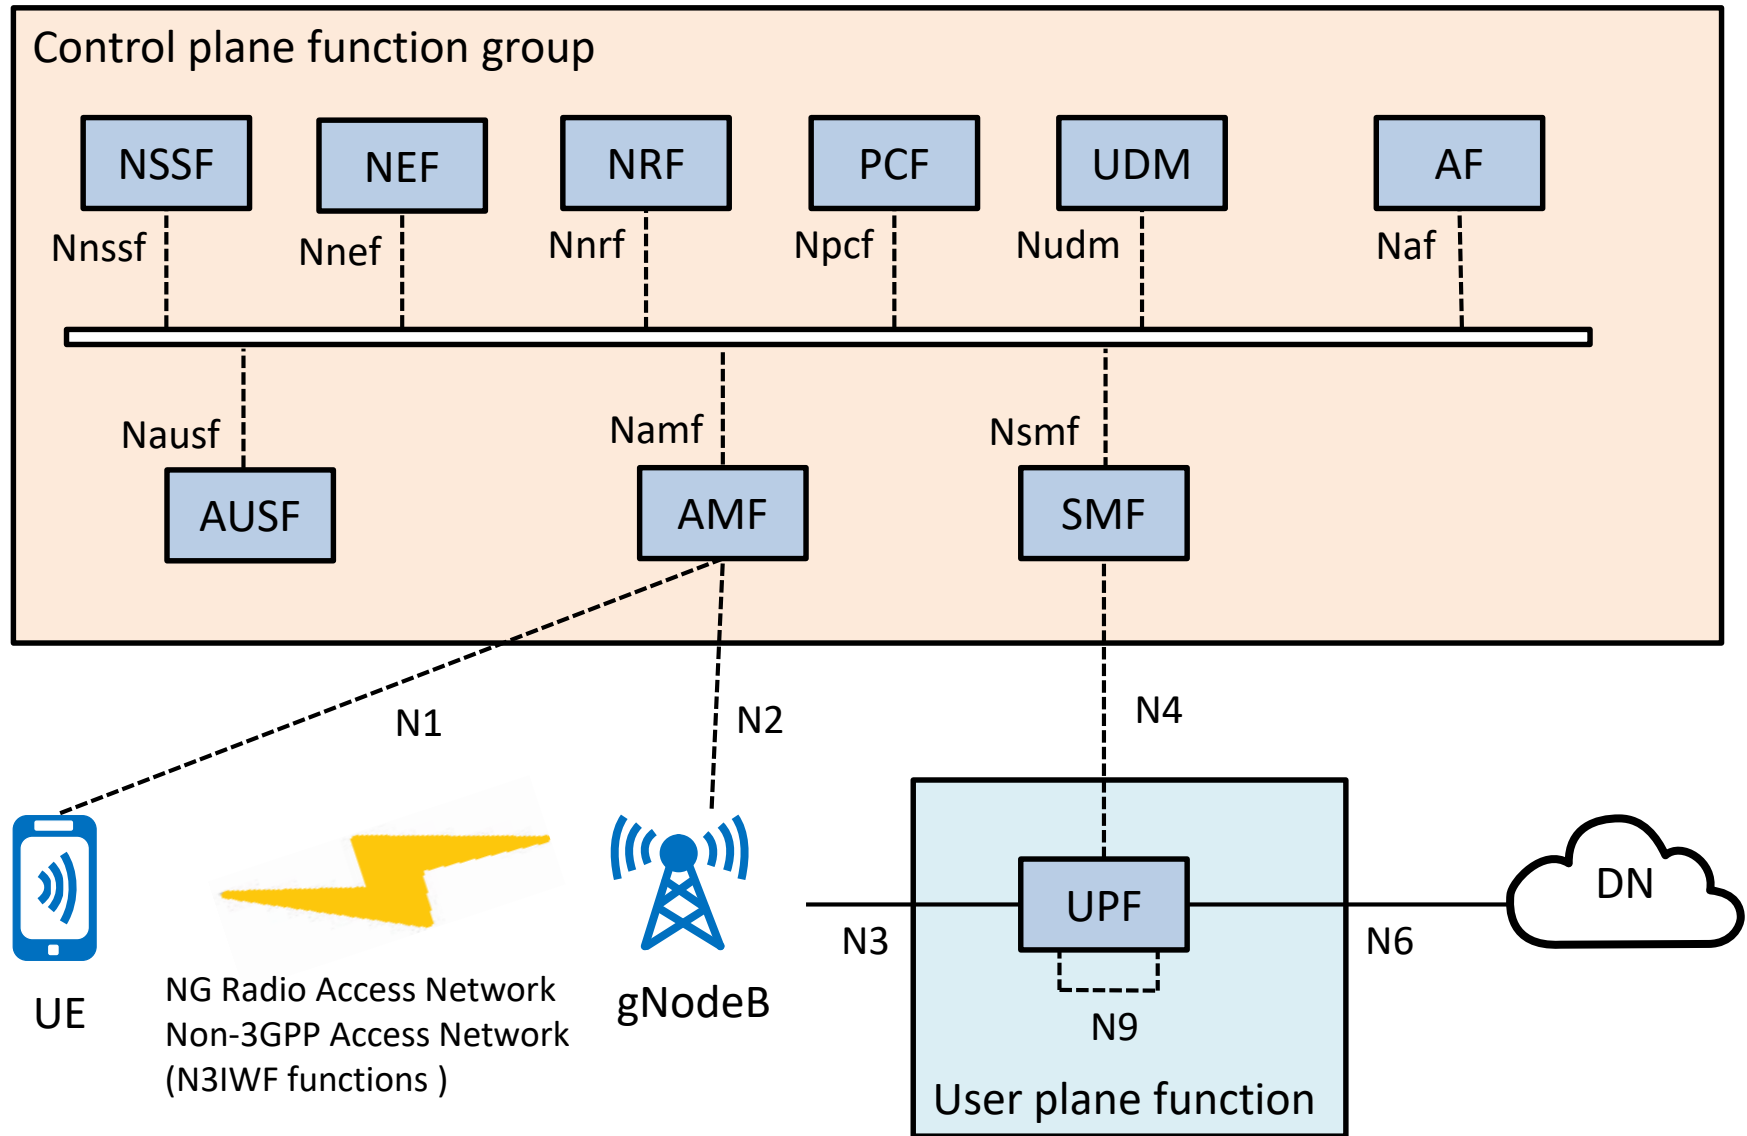 Control plane function group
NSSF
NEF
NRF
PCF
UDM
AF
Nnssf
Nnef
Nnrf
Npcf
Nudm
Naf
Nausf
Namf
Nsmf
AUSF
AMF
SMF
N1
N2
N4
UPF
DN
N3
N6
N9
UE
NG Radio Access Network
Non-3GPP Access Network
(N3IWF functions )
gNodeB
User plane function